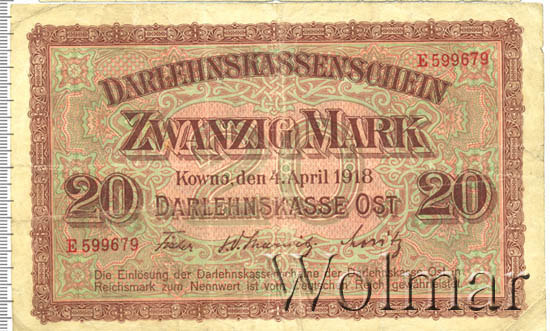 E 599679
DARLEHNSKASSENSCHEIN
ZWANZIG MARK
Kowno, den 4. April 1918
20 DARLEHNSKASSE OST 20
E 599679
Die Einlösung der Darlehnskassenscheine der Darlehnskasse Ost in
Reichsmark zum Nennwert ist vom Deutschen Reich gewährleistet.
Wolmar